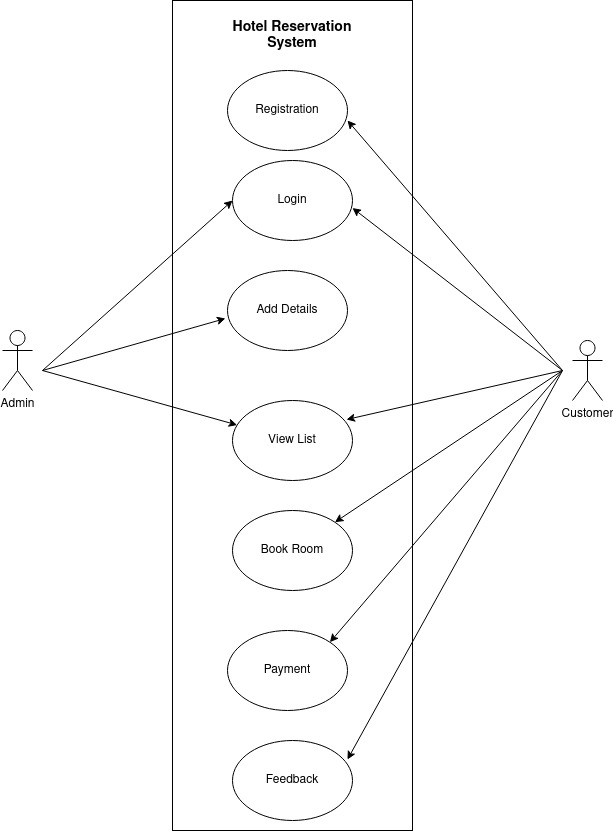 Hotel Reservation
System
Registration
Login
Add Details
Admin
Customer
View List
Book Room
Payment
Feedback